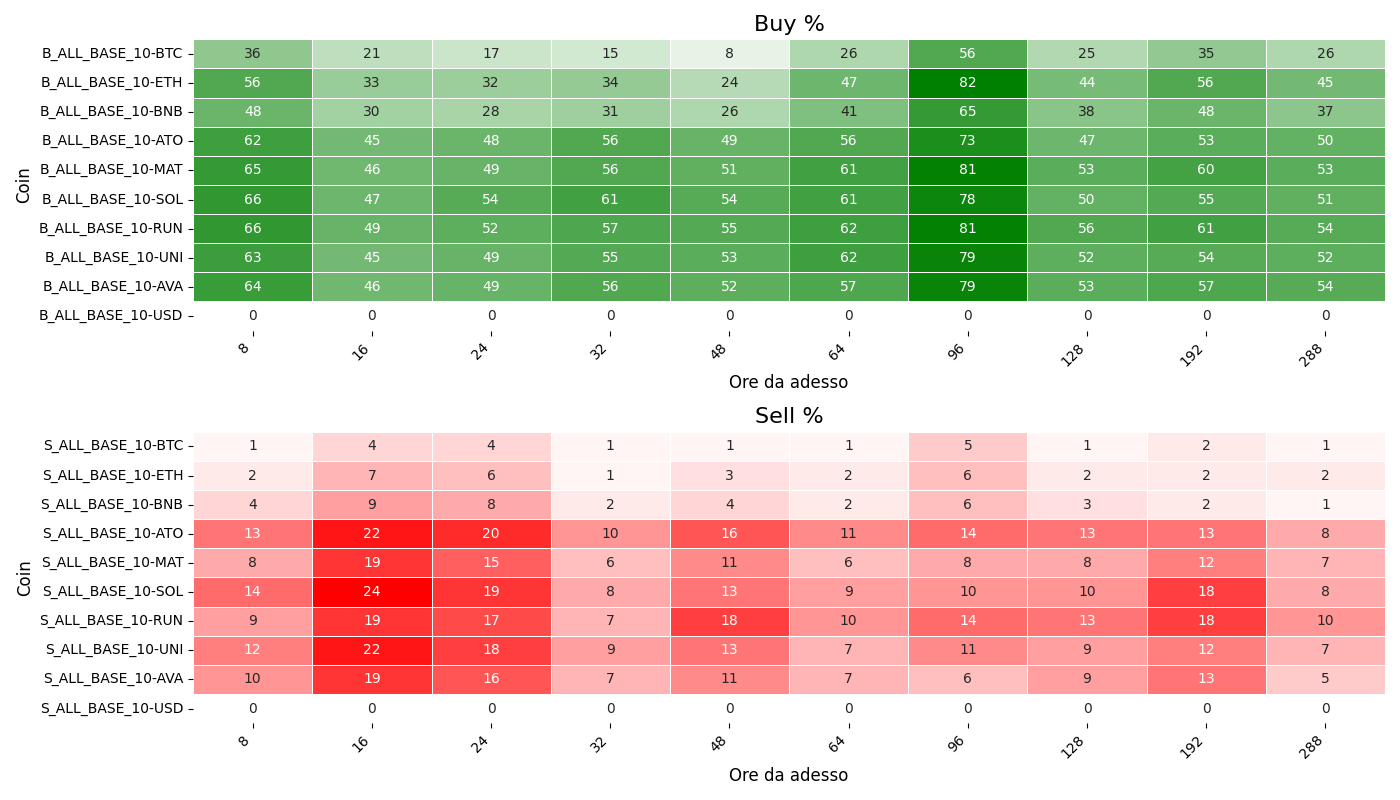 Buy %
Coin
B_ALL_BASE_10-BTC 36 21 17 15 8 26 56 25 35 26
B_ALL_BASE_10-ETH 56 33 32 34 24 47 82 44 56 45
B_ALL_BASE_10-BNB 48 30 28 31 26 41 65 38 48 37
B_ALL_BASE_10-ATO 62 45 48 56 49 56 73 47 53 50
B_ALL_BASE_10-MAT 65 46 49 56 51 61 81 53 60 53
B_ALL_BASE_10-SOL 66 47 54 61 54 61 78 50 55 51
B_ALL_BASE_10-RUN 66 49 52 57 55 62 81 56 61 54
B_ALL_BASE_10-UNI 63 45 49 55 53 62 79 52 54 52
B_ALL_BASE_10-AVA 64 46 49 56 52 57 79 53 57 54
B_ALL_BASE_10-USD 0 0 0 0 0 0 0 0 0 0
8 16 24 32 48 64 96 128 192 288
Ore da adesso
Sell %
Coin
S_ALL_BASE_10-BTC 1 4 4 1 1 1 5 1 2 1
S_ALL_BASE_10-ETH 2 7 6 1 3 2 6 2 2 2
S_ALL_BASE_10-BNB 4 9 8 2 4 2 6 3 2 1
S_ALL_BASE_10-ATO 13 22 20 10 16 11 14 13 13 8
S_ALL_BASE_10-MAT 8 19 15 6 11 6 8 8 12 7
S_ALL_BASE_10-SOL 14 24 19 8 13 9 10 10 18 8
S_ALL_BASE_10-RUN 9 19 17 7 18 10 14 13 18 10
S_ALL_BASE_10-UNI 12 22 18 9 13 7 11 9 12 7
S_ALL_BASE_10-AVA 10 19 16 7 11 7 6 9 13 5
S_ALL_BASE_10-USD 0 0 0 0 0 0 0 0 0 0
8 16 24 32 48 64 96 128 192 288
Ore da adesso